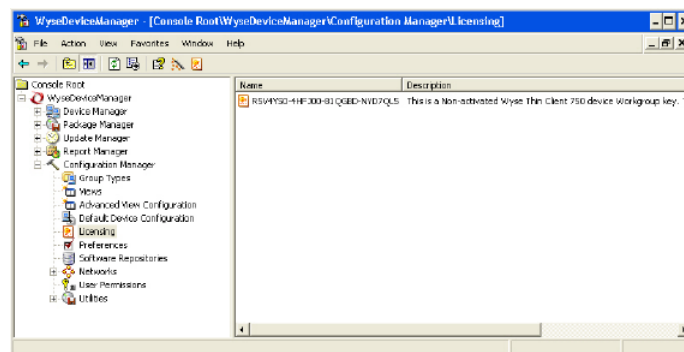 WyseDeviceManager - [Console Root\WyseDeviceManager\Configuration Manager\Licensing]
File Action View Favorites Window Help
Console Root
WyseDeviceManager
Device Manager
Package Manager
Update Manager
Report Manager
Configuration Manager
Group Types
Views
Advanced View Configuration
Default Device Configuration
Licensing
Preferences
Software Repositories
Networks
User Permissions
Utilities
Name Description
This is a Non-activated Wyse Thin Client 750 device Workgroup key.